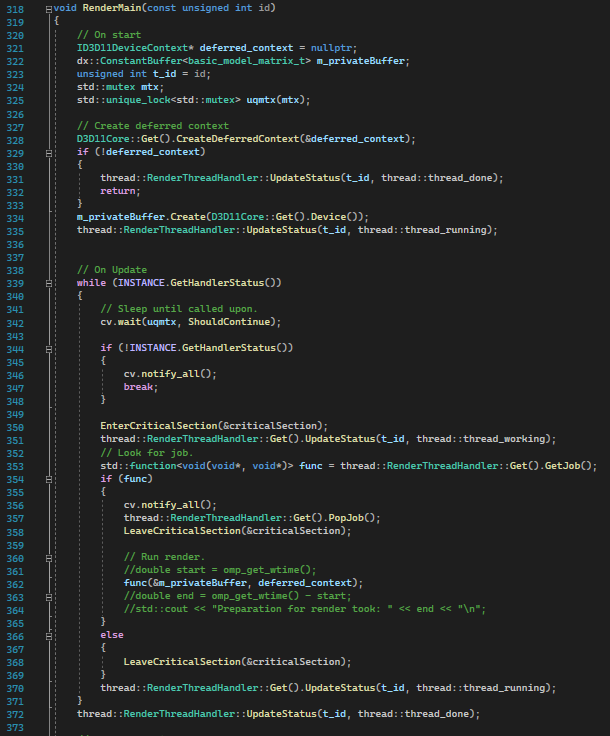 318 void RenderMain(const unsigned int id)
319 {
320 // On start
321 ID3D11DeviceContext* deferred_context = nullptr;
322 dx::ConstantBuffer<basic_model_matrix_t> m_privateBuffer;
323 unsigned int t_id = id;
324 std::mutex mtx;
325 std::unique_lock<std::mutex> uqmtx(mtx);
326
327 // Create deferred context
328 D3D11Core::Get().CreateDeferredContext(&deferred_context);
329 if (!deferred_context)
330 {
331 thread::RenderThreadHandler::UpdateStatus(t_id, thread::thread_done);
332 return;
333 }
334 m_privateBuffer.Create(D3D11Core::Get().Device());
335 thread::RenderThreadHandler::UpdateStatus(t_id, thread::thread_running);
336
337
338 // On Update
339 while (INSTANCE.GetHandlerStatus())
340 {
341 // Sleep until called upon.
342 cv.wait(uqmtx, ShouldContinue);
343
344 if (!INSTANCE.GetHandlerStatus())
345 {
346 cv.notify_all();
347 break;
348 }
349
350 EnterCriticalSection(&criticalSection);
351 thread::RenderThreadHandler::Get().UpdateStatus(t_id, thread::thread_working);
352 // Look for job.
353 std::function<void(void*, void*)> func = thread::RenderThreadHandler::Get().GetJob();
354 if (func)
355 {
356 cv.notify_all();
357 thread::RenderThreadHandler::Get().PopJob();
358 LeaveCriticalSection(&criticalSection);
359
360 // Run render.
361 //double start = omp_get_wtime();
362 func(&m_privateBuffer, deferred_context);
363 //double end = omp_get_wtime() - start;
364 //std::cout << "Preparation for render took: " << end << "\n";
365 }
366 else
367 {
368 LeaveCriticalSection(&criticalSection);
369 }
370 thread::RenderThreadHandler::Get().UpdateStatus(t_id, thread::thread_running);
371 }
372 thread::RenderThreadHandler::UpdateStatus(t_id, thread::thread_done);
373